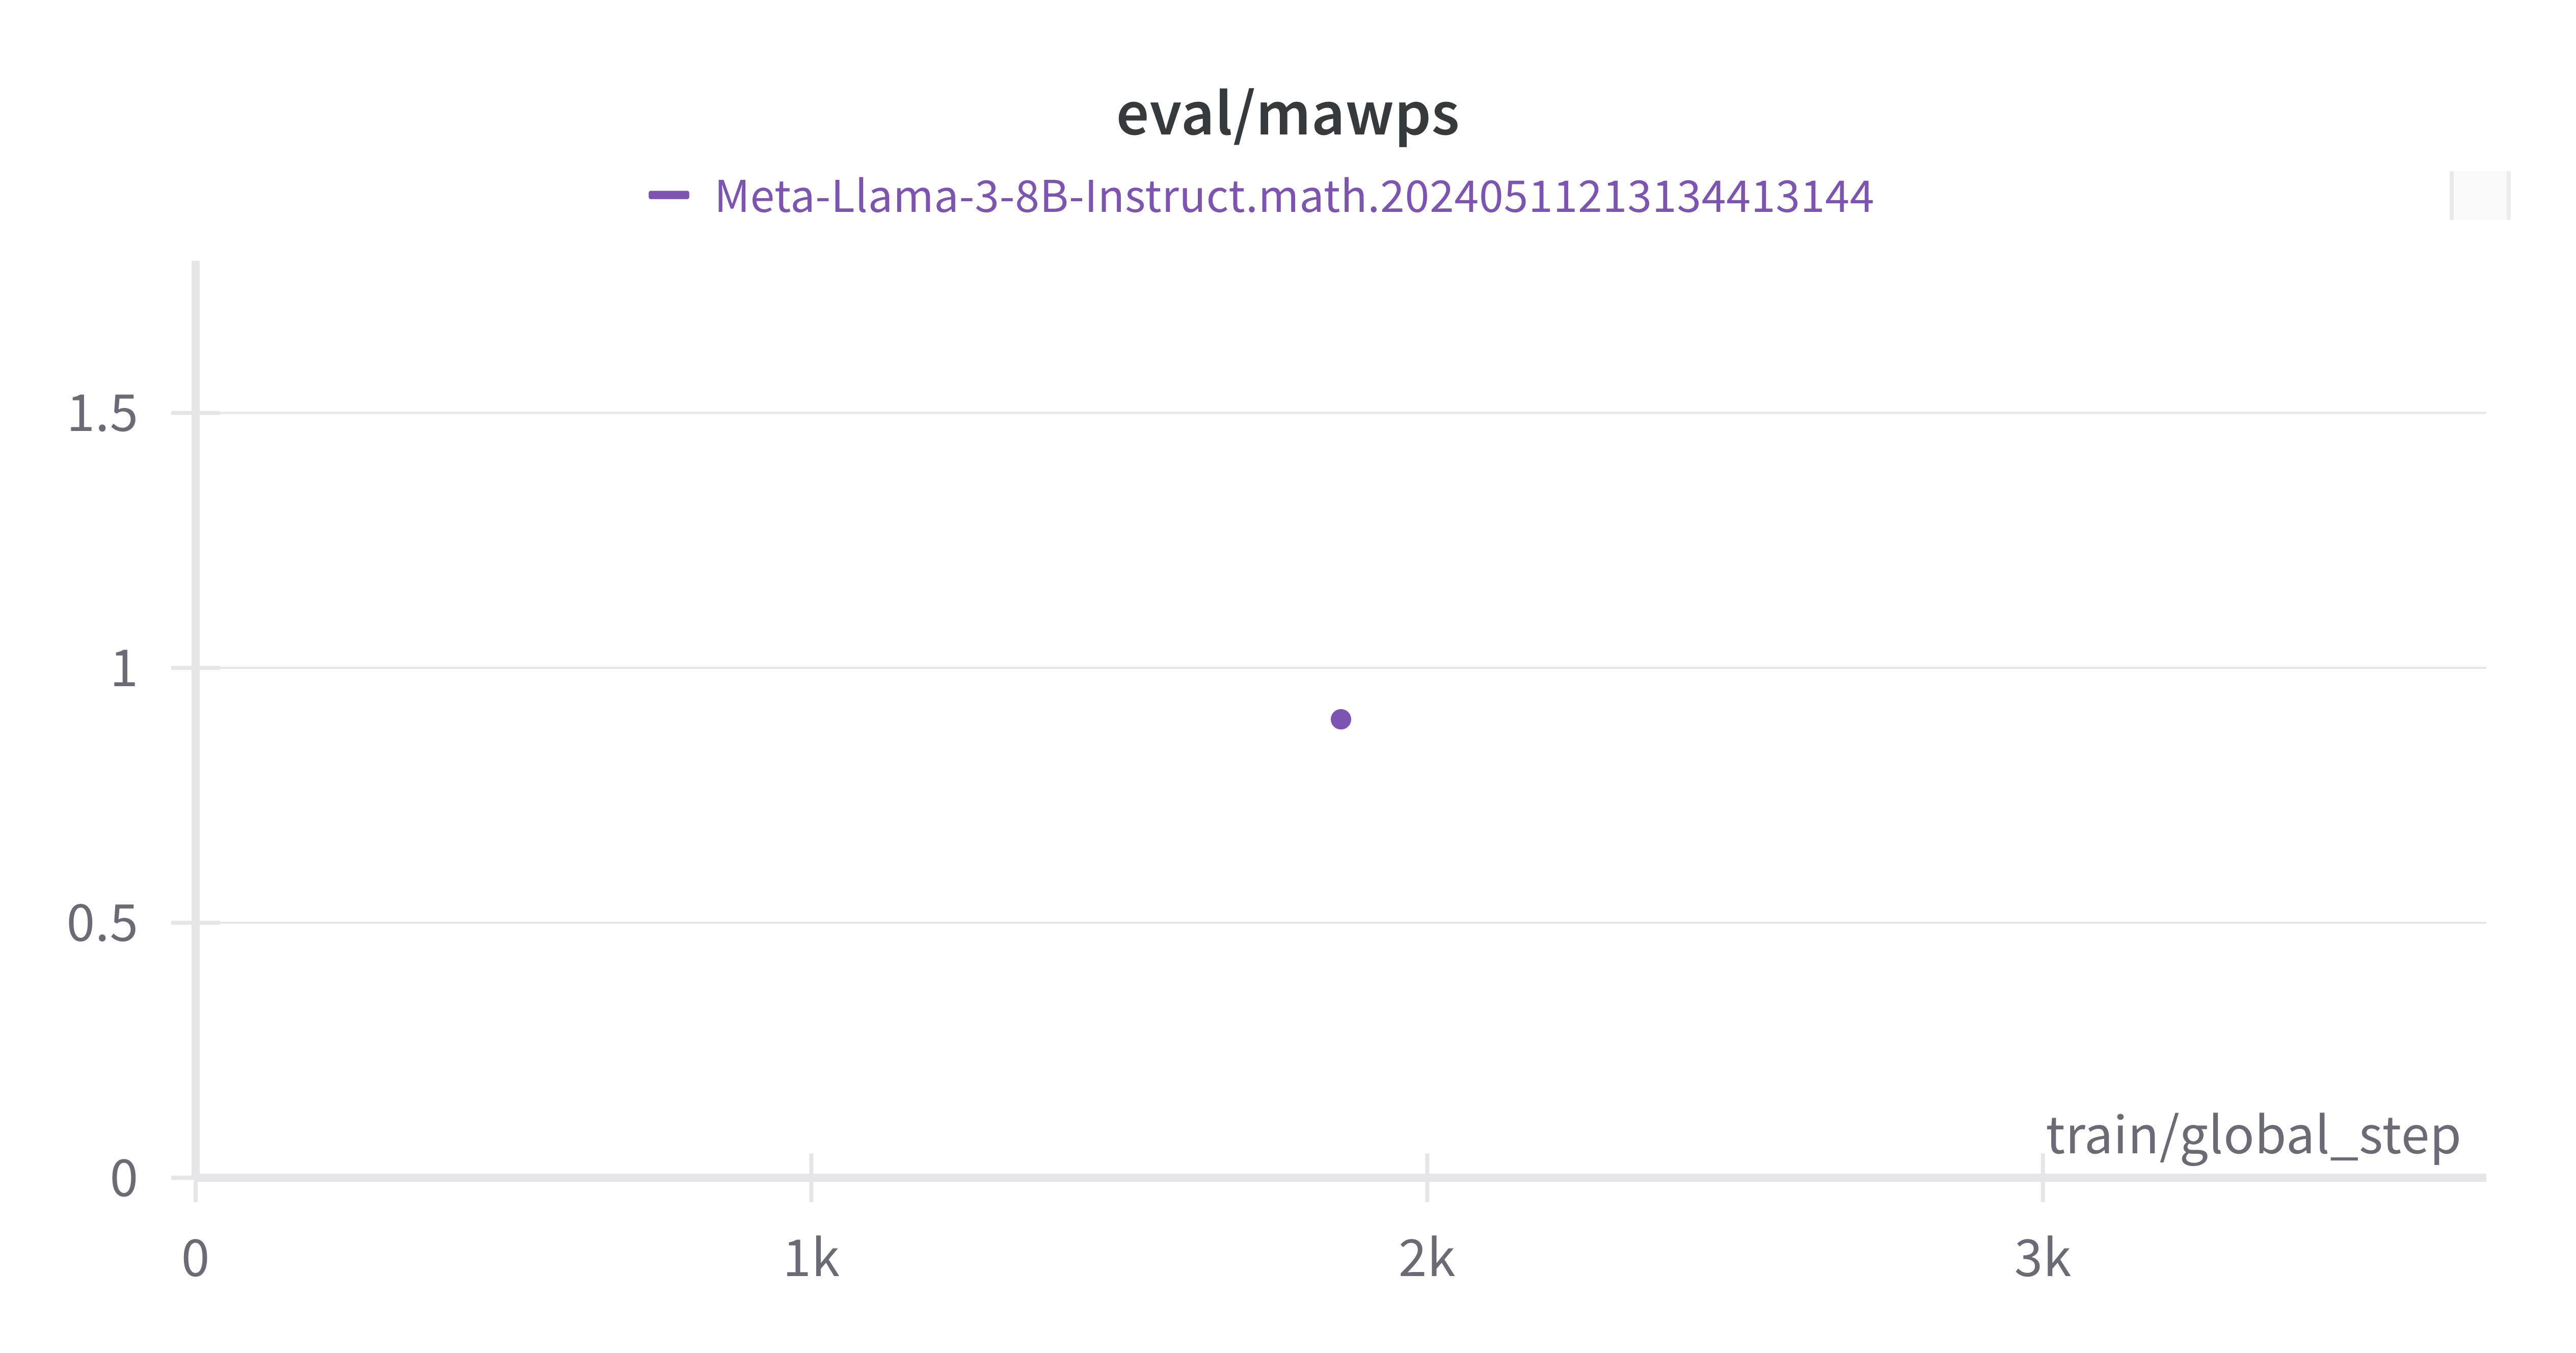 eval/mawps
Meta-Llama-3-8B-Instruct.math.20240511213134413144
1.5
1
0.5
0
train/global_step
0 1k 2k 3k